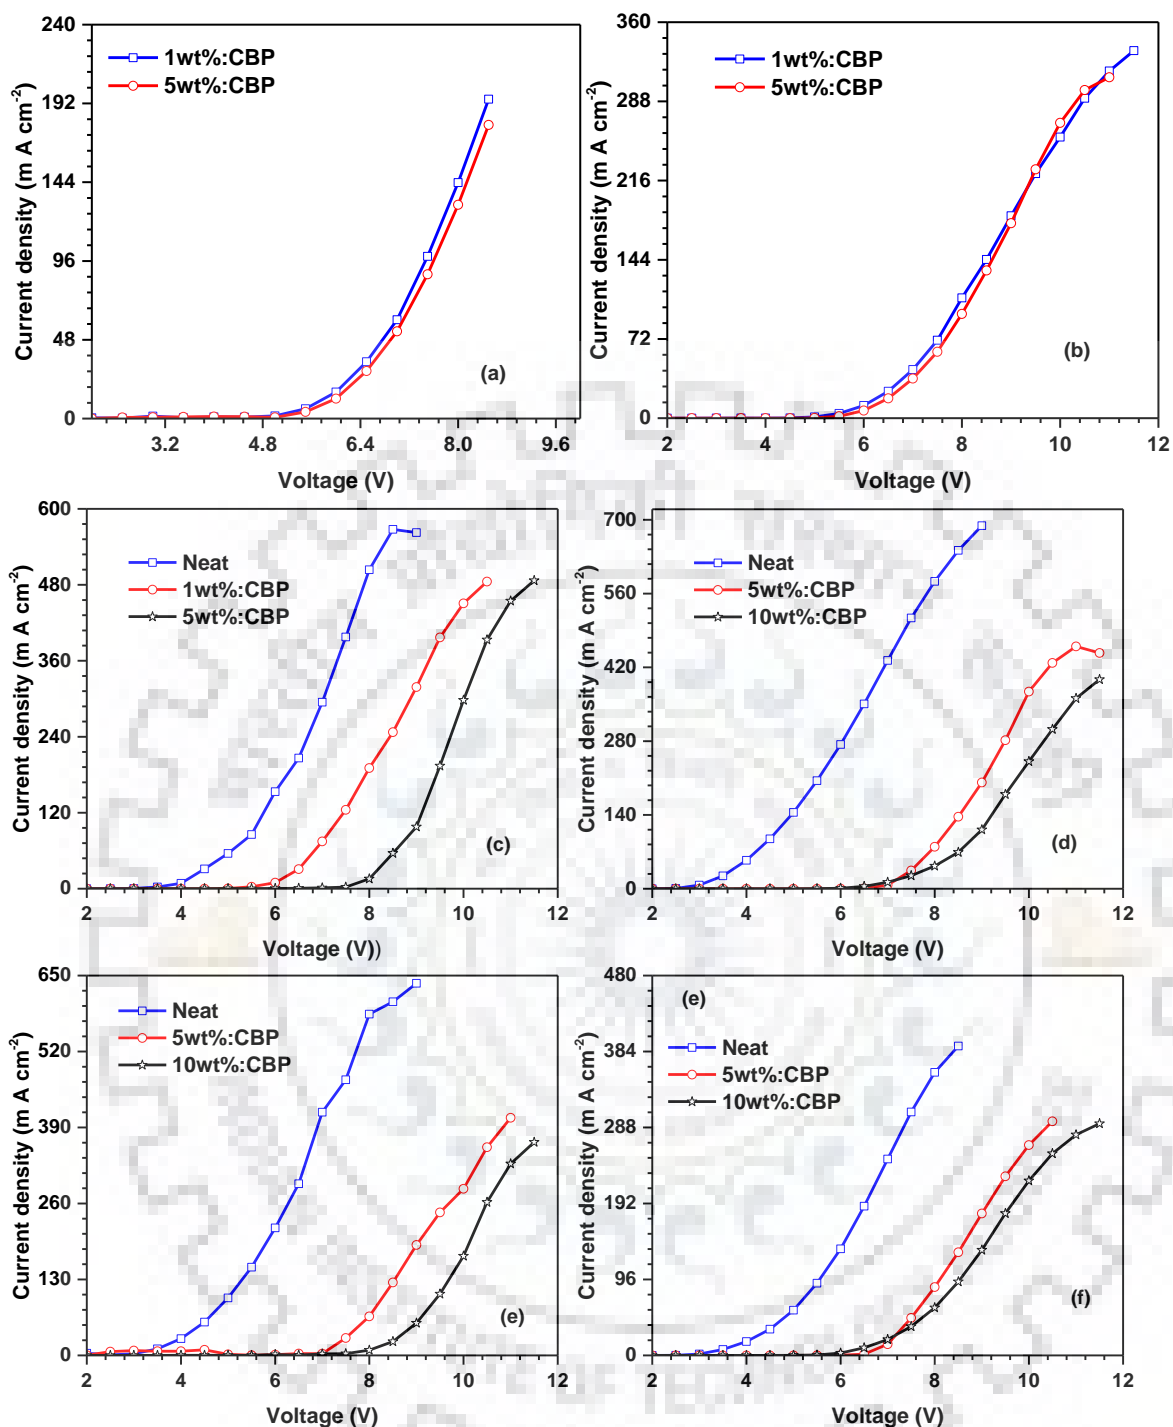 240
192
144
96
48
0
Current density (m A cm-2)
1wt%:CBP
5wt%:CBP
(a)
3.2 4.8 6.4 8.0 9.6
Voltage (V)
360
288
216
144
72
0
Current density (m A cm-2)
1wt%:CBP
5wt%:CBP
(b)
2 4 6 8 10 12
Voltage (V)
600
480
360
240
120
0
Current density (m A cm-2)
Neat
1wt%:CBP
5wt%:CBP
(c)
2 4 6 8 10 12
Voltage (V))
700
560
420
280
140
0
Current density (m A cm-2)
Neat
5wt%:CBP
10wt%:CBP
(d)
2 4 6 8 10 12
Voltage (V)
650
520
390
260
130
0
Current density (m A cm-2)
Neat
5wt%:CBP
10wt%:CBP
(e)
2 4 6 8 10 12
Voltage (V)
480
384
288
192
96
0
Current density (m A cm-2)
(e)
Neat
5wt%:CBP
10wt%:CBP
(f)
2 4 6 8 10 12
Voltage (V)